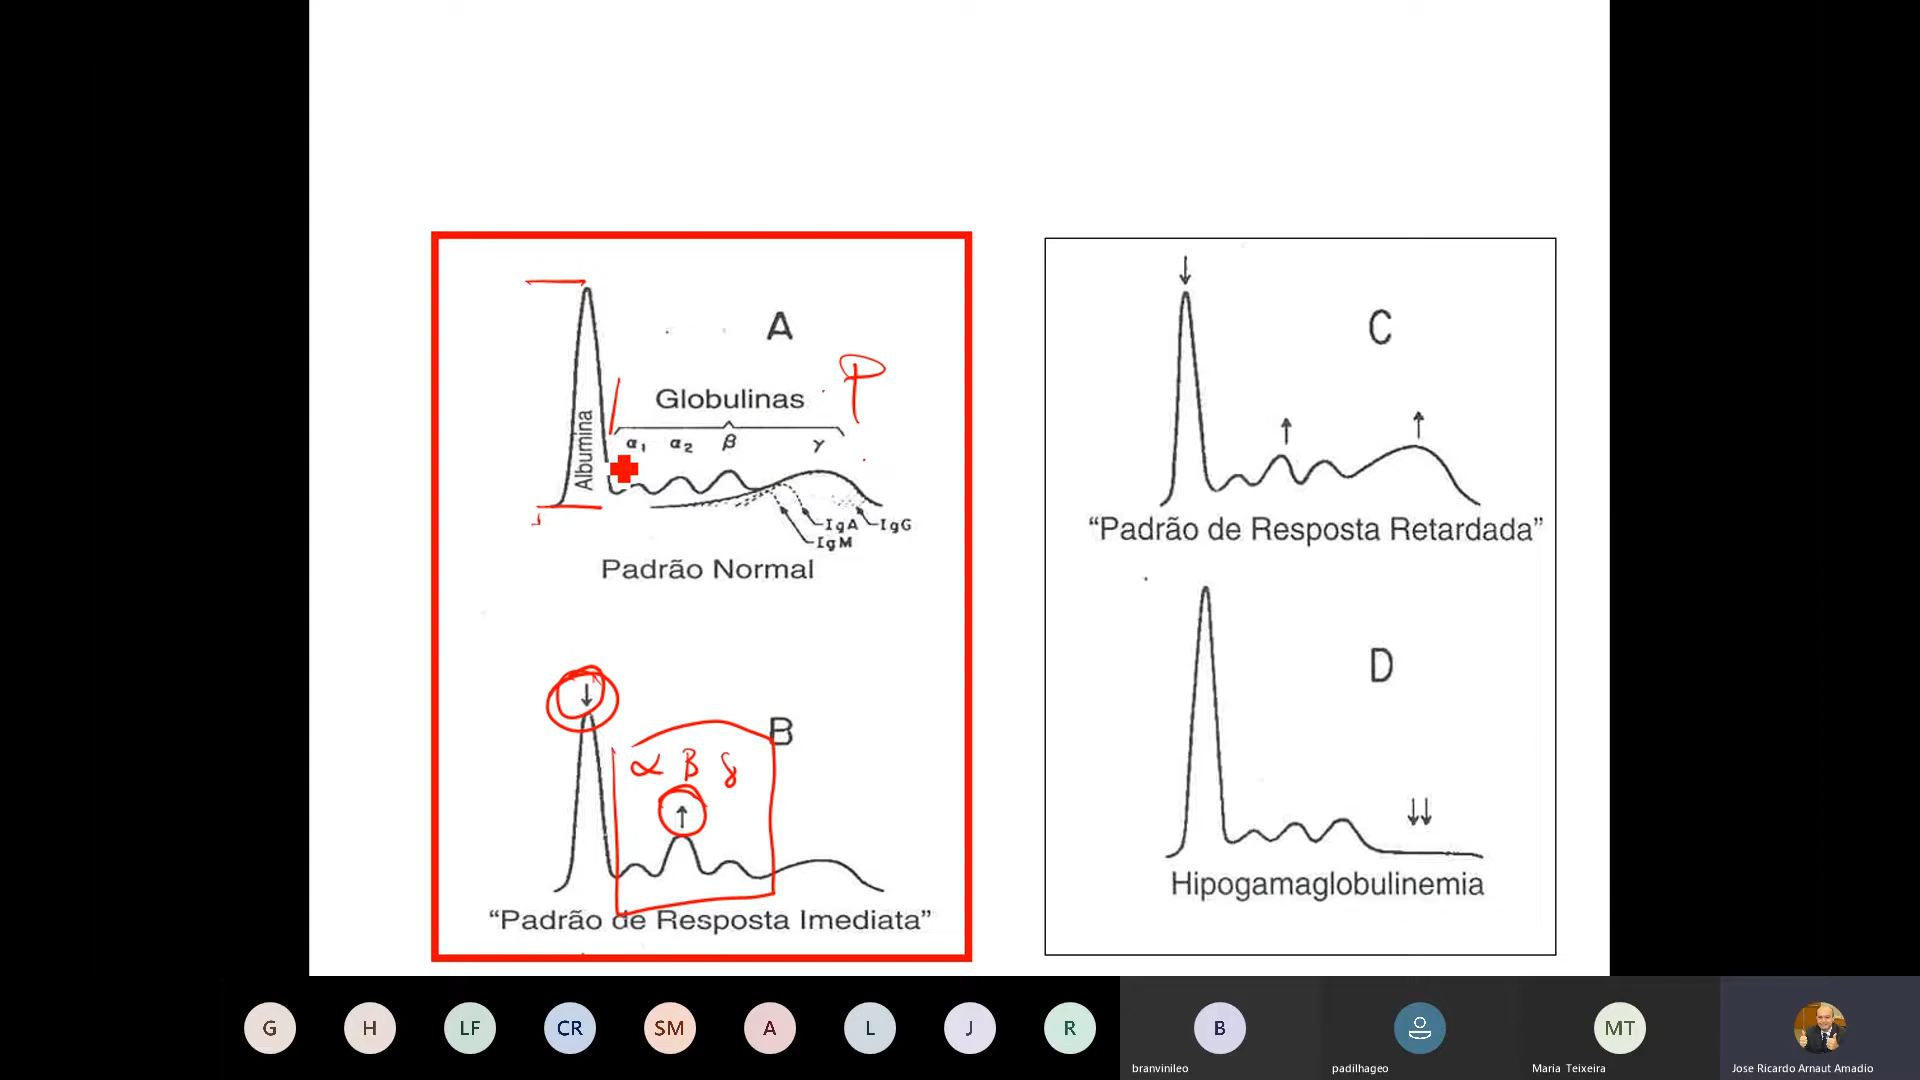 A
P
Globulinas
α₁ α₂ β γ
Albumina
IgA
IgG
IgM
Padrão Normal
B
α B γ
“Padrão de Resposta Imediata”
C
“Padrão de Resposta Retardada”
D
Hipogamaglobulinemia
G H LF CR SM A L J R B MT
branvinileo
padilhageo
Maria Teixeira
Jose Ricardo Arnaut Amadio